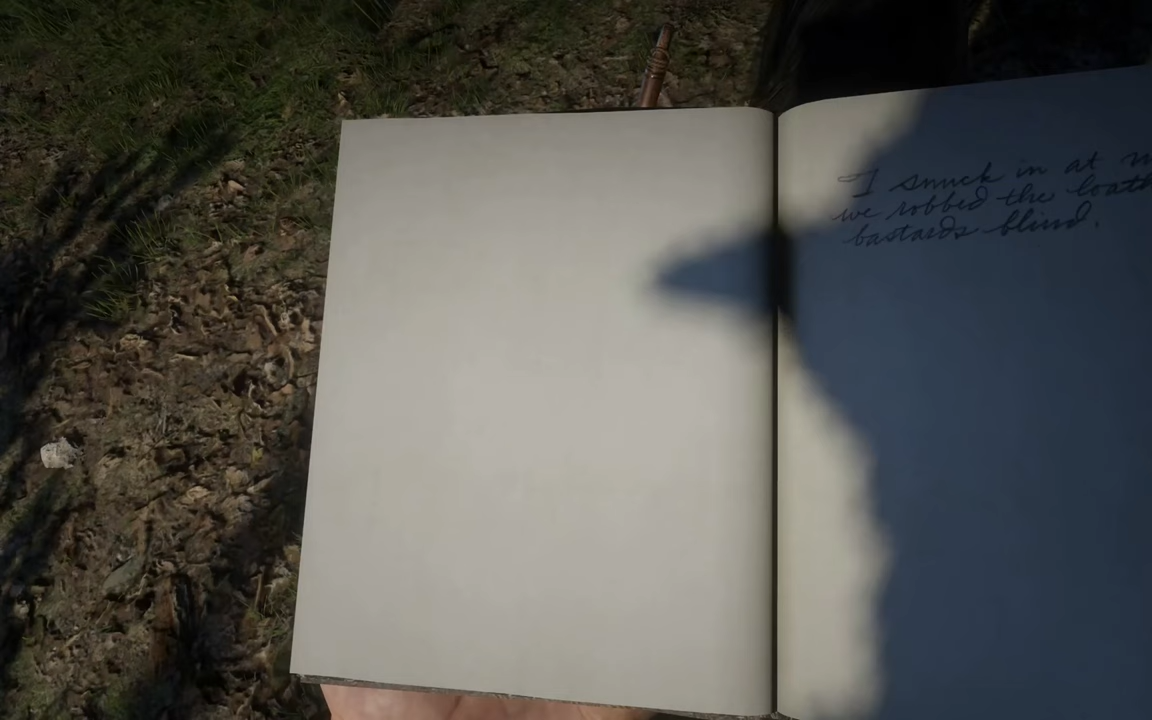 I snuck in at
we robbed the
bastards blind.